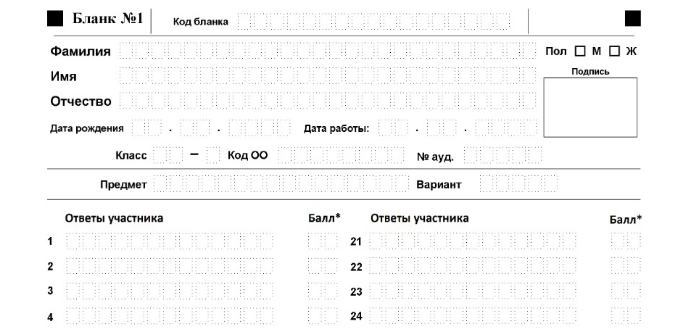 Бланк №1 Код бланка
Фамилия Пол М Ж
Имя Подпись
Отчество
Дата рождения . . Дата работы: . .
Класс – Код ОО № ауд.
Предмет Вариант
Ответы участника Балл* Ответы участника Балл*
1 21
2 22
3 23
4 24